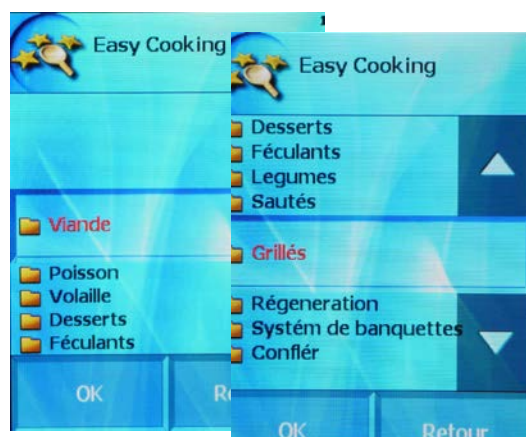 Easy Cooking
Viande
Poisson
Volaille
Desserts
Féculants
OK
Easy Cooking
Desserts
Féculants
Legumes
Sautés
Grillés
Régeneration
Systém de banquettes
Conflér
OK
Retour